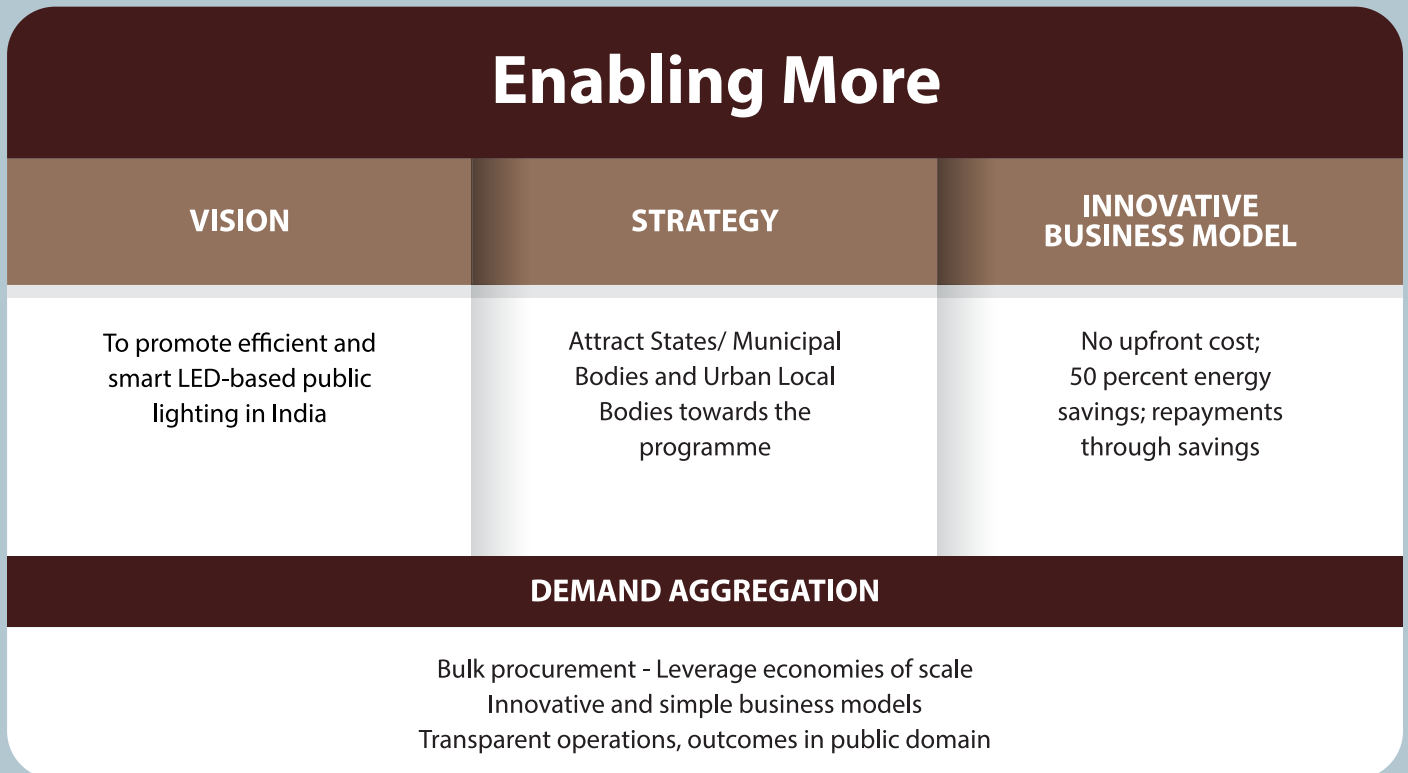 Enabling More
VISION
STRATEGY
INNOVATIVE
BUSINESS MODEL
To promote efficient and
smart LED-based public
lighting in India
Attract States/ Municipal
Bodies and Urban Local
Bodies towards the
programme
No upfront cost;
50 percent energy
savings; repayments
through savings
DEMAND AGGREGATION
Bulk procurement - Leverage economies of scale
Innovative and simple business models
Transparent operations, outcomes in public domain